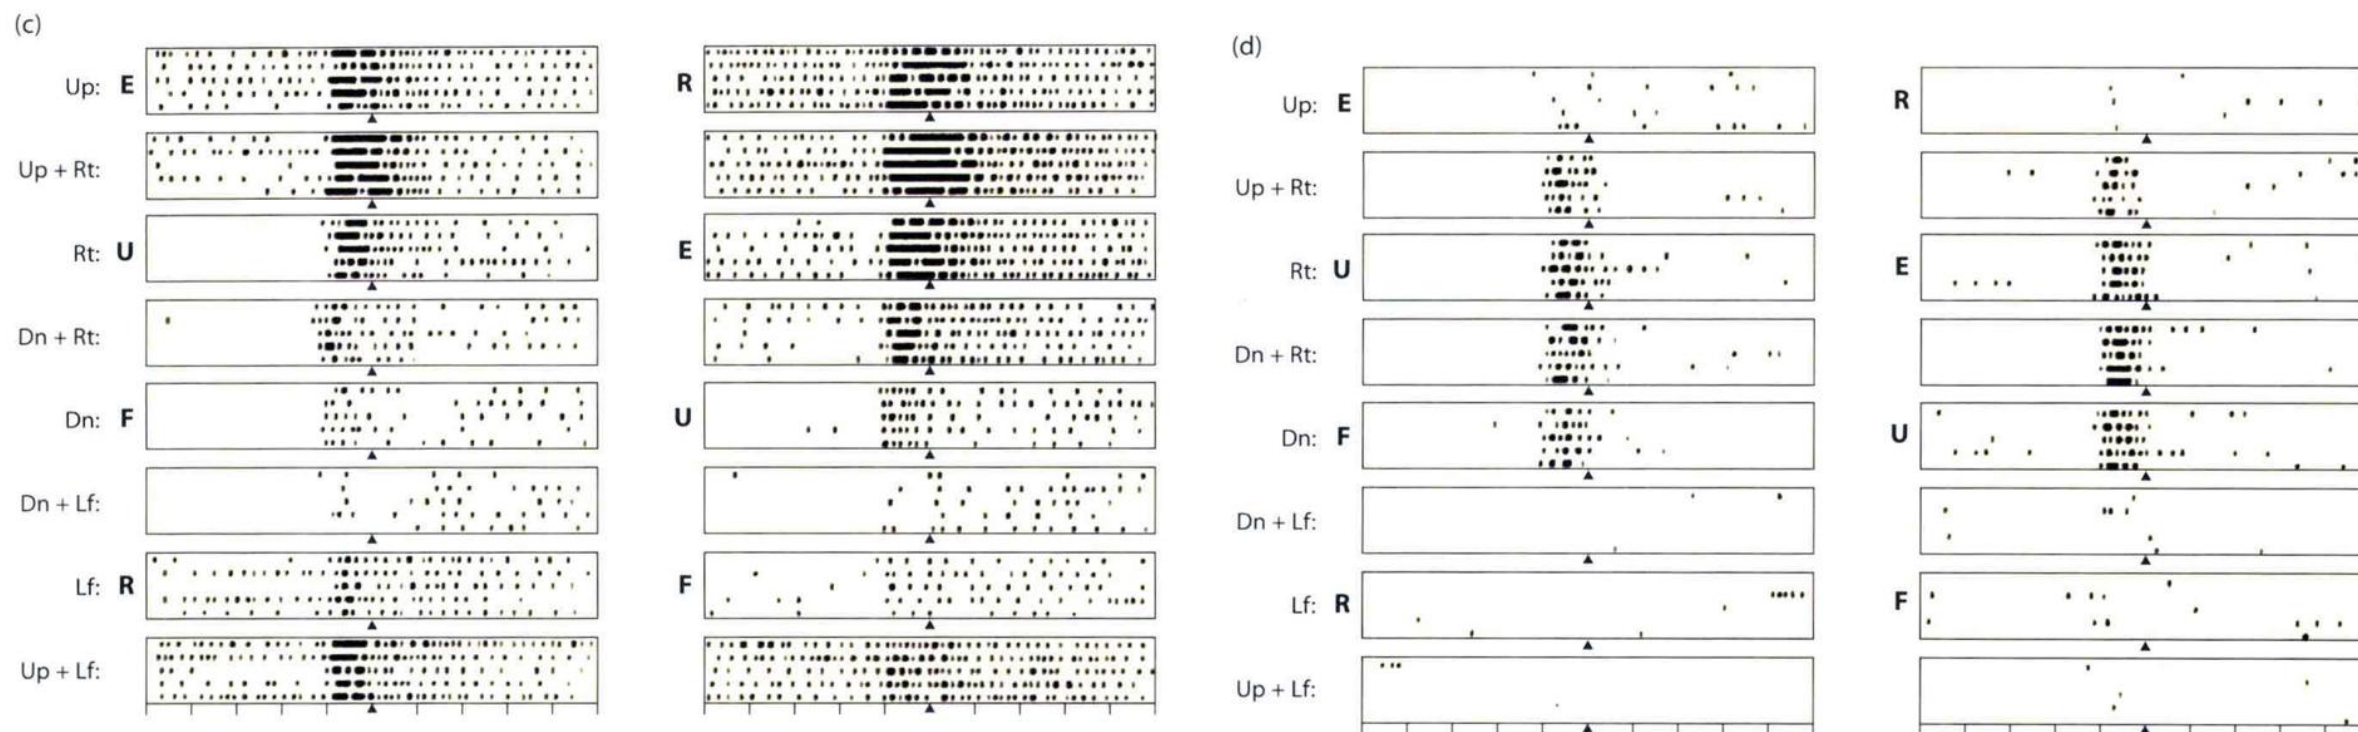 (c)
Up: E R
Up + Rt:
Rt: U E
Dn + Rt:
Dn: F U
Dn + Lf:
Lf: R F
Up + Lf:
(d)
Up: E R
Up + Rt:
Rt: U E
Dn + Rt:
Dn: F U
Dn + Lf:
Lf: R F
Up + Lf: